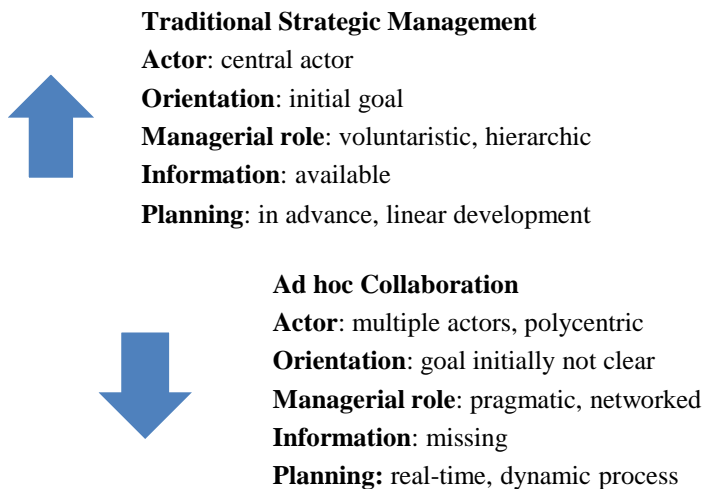 Traditional Strategic Management
Actor: central actor
Orientation: initial goal
Managerial role: voluntaristic, hierarchic
Information: available
Planning: in advance, linear development
Ad hoc Collaboration
Actor: multiple actors, polycentric
Orientation: goal initially not clear
Managerial role: pragmatic, networked
Information: missing
Planning: real-time, dynamic process